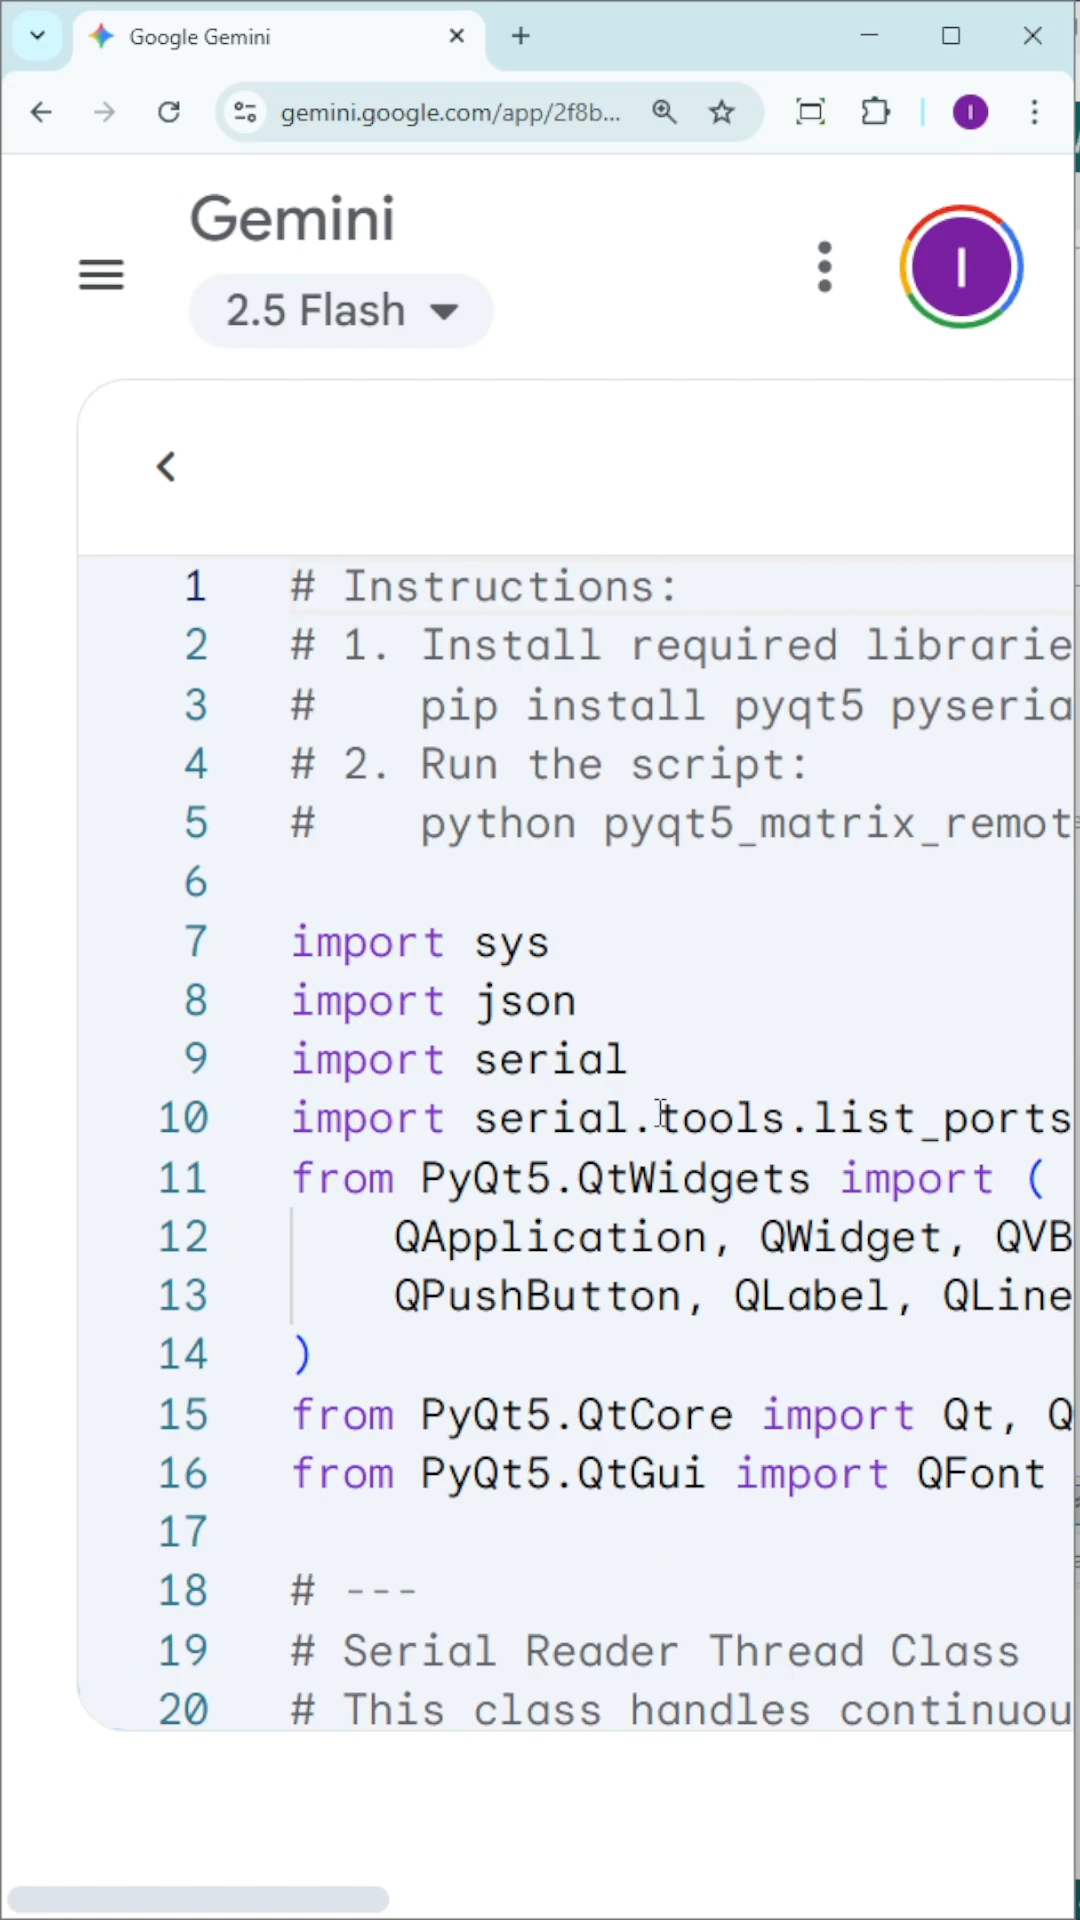 Google Gemini
gemini.google.com/app/2f8b...
I
Gemini
I
2.5 Flash
1 # Instructions:
2 # 1. Install required librarie
3 # pip install pyqt5 pyseria
4 # 2. Run the script:
5 # python pyqt5_matrix_remot
6
7 import sys
8 import json
9 import serial
10 import serial.tools.list_ports
11 from PyQt5.QtWidgets import (
12 QApplication, QWidget, QVB
13 QPushButton, QLabel, QLine
14 )
15 from PyQt5.QtCore import Qt, Q
16 from PyQt5.QtGui import QFont
17
18 # ---
19 # Serial Reader Thread Class
20 # This class handles continuou